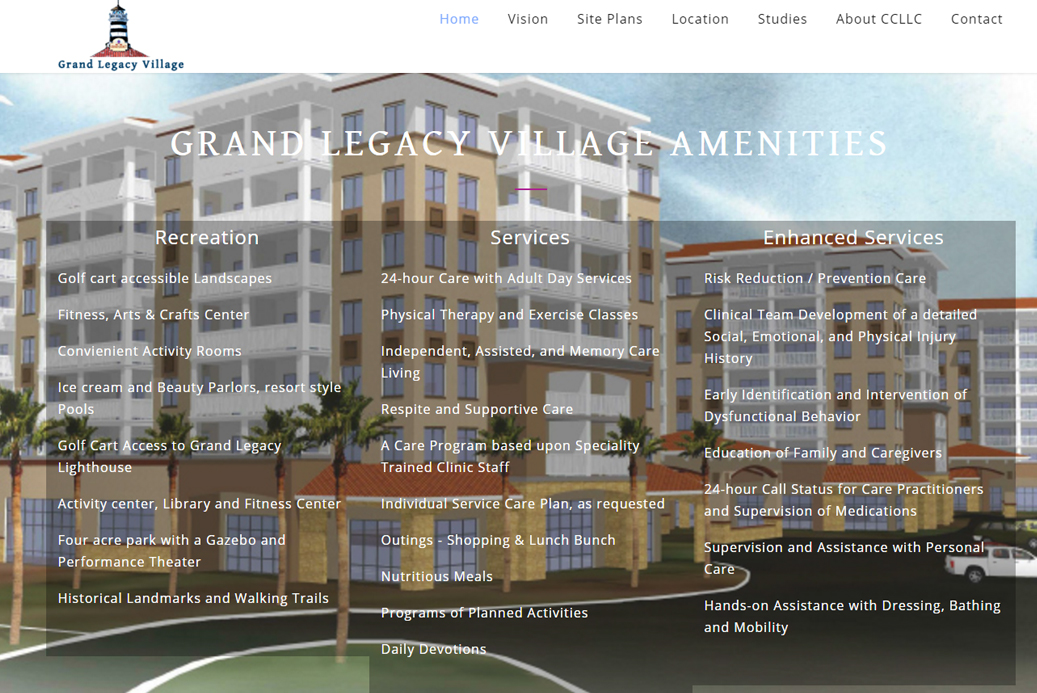 Home Vision Site Plans Location Studies About CCLLC Contact
Grand Legacy Village
GRAND LEGACY VILLAGE AMENITIES
Recreation
Golf cart accessible Landscapes
Fitness, Arts & Crafts Center
Convienient Activity Rooms
Ice cream and Beauty Parlors, resort style
Pools
Golf Cart Access to Grand Legacy
Lighthouse
Activity center, Library and Fitness Center
Four acre park with a Gazebo and
Performance Theater
Historical Landmarks and Walking Trails
Services
24-hour Care with Adult Day Services
Physical Therapy and Exercise Classes
Independent, Assisted, and Memory Care
Living
Respite and Supportive Care
A Care Program based upon Speciality
Trained Clinic Staff
Individual Service Care Plan, as requested
Outings - Shopping & Lunch Bunch
Nutritious Meals
Programs of Planned Activities
Daily Devotions
Enhanced Services
Risk Reduction / Prevention Care
Clinical Team Development of a detailed
Social, Emotional, and Physical Injury
History
Early Identification and Intervention of
Dysfunctional Behavior
Education of Family and Caregivers
24-hour Call Status for Care Practitioners
and Supervision of Medications
Supervision and Assistance with Personal
Care
Hands-on Assistance with Dressing, Bathing
and Mobility